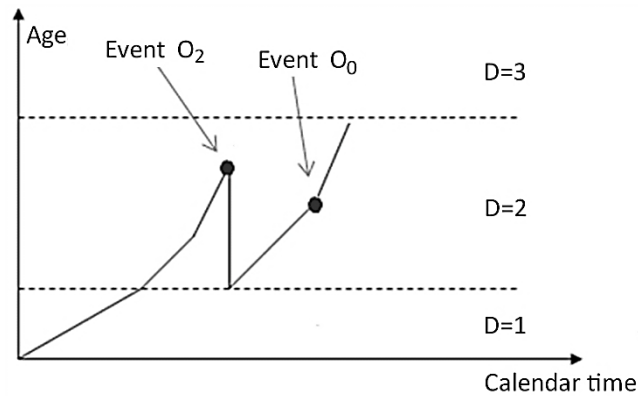 Age
Event O₂
Event O₀
D=3
D=2
D=1
Calendar time